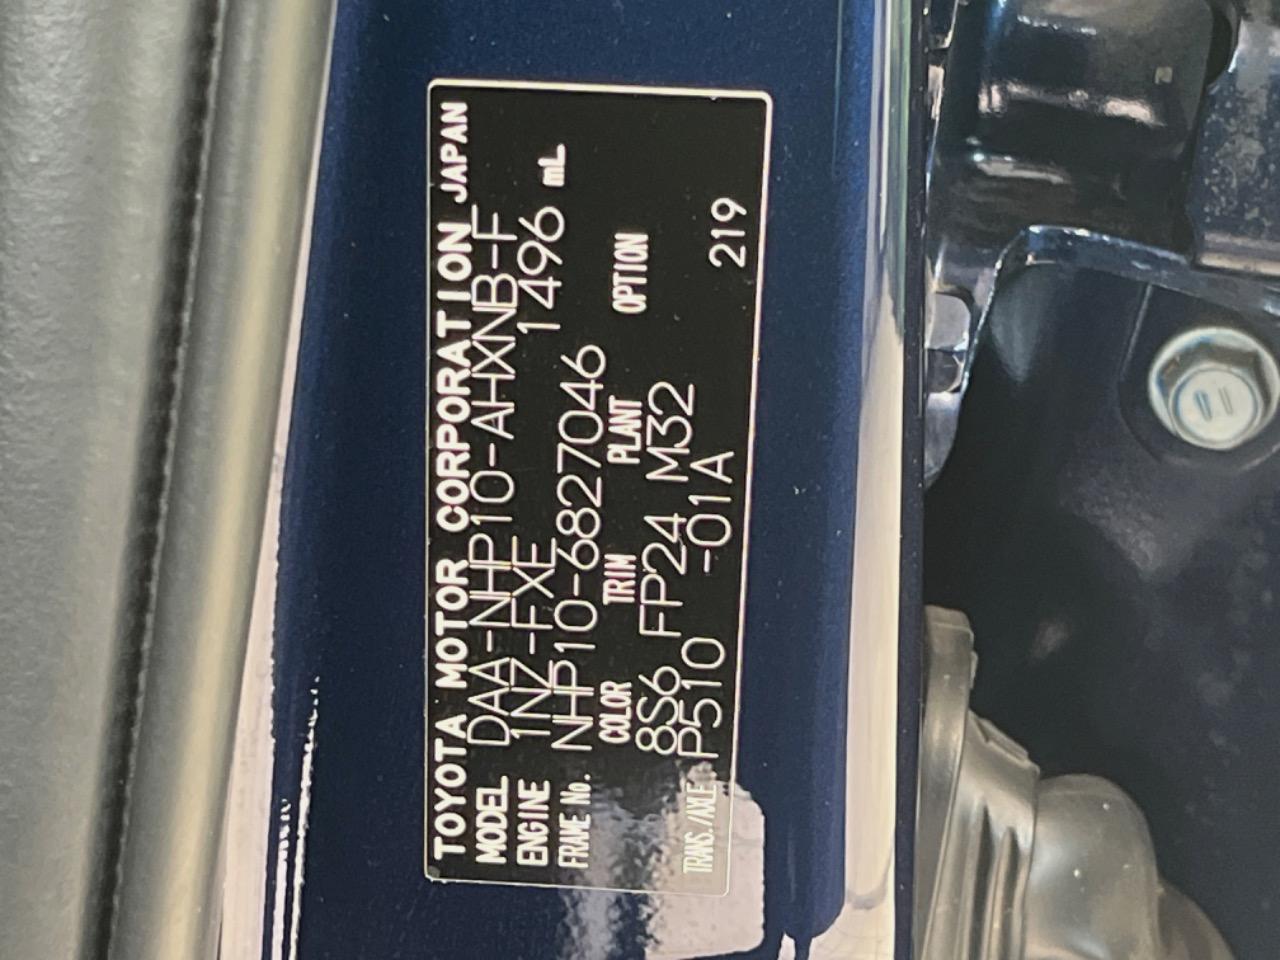 TOYOTA MOTOR CORPORATION JAPAN
MODEL DAA-NHP10-AHXNB-F
ENGINE 1NZ-FXE 1496 mL
FRAME No. NHP10-6827046
COLOR TRIM PLANT OPTION
8S6 FP24 M32
TRANS./AXLE P510 -01A 219